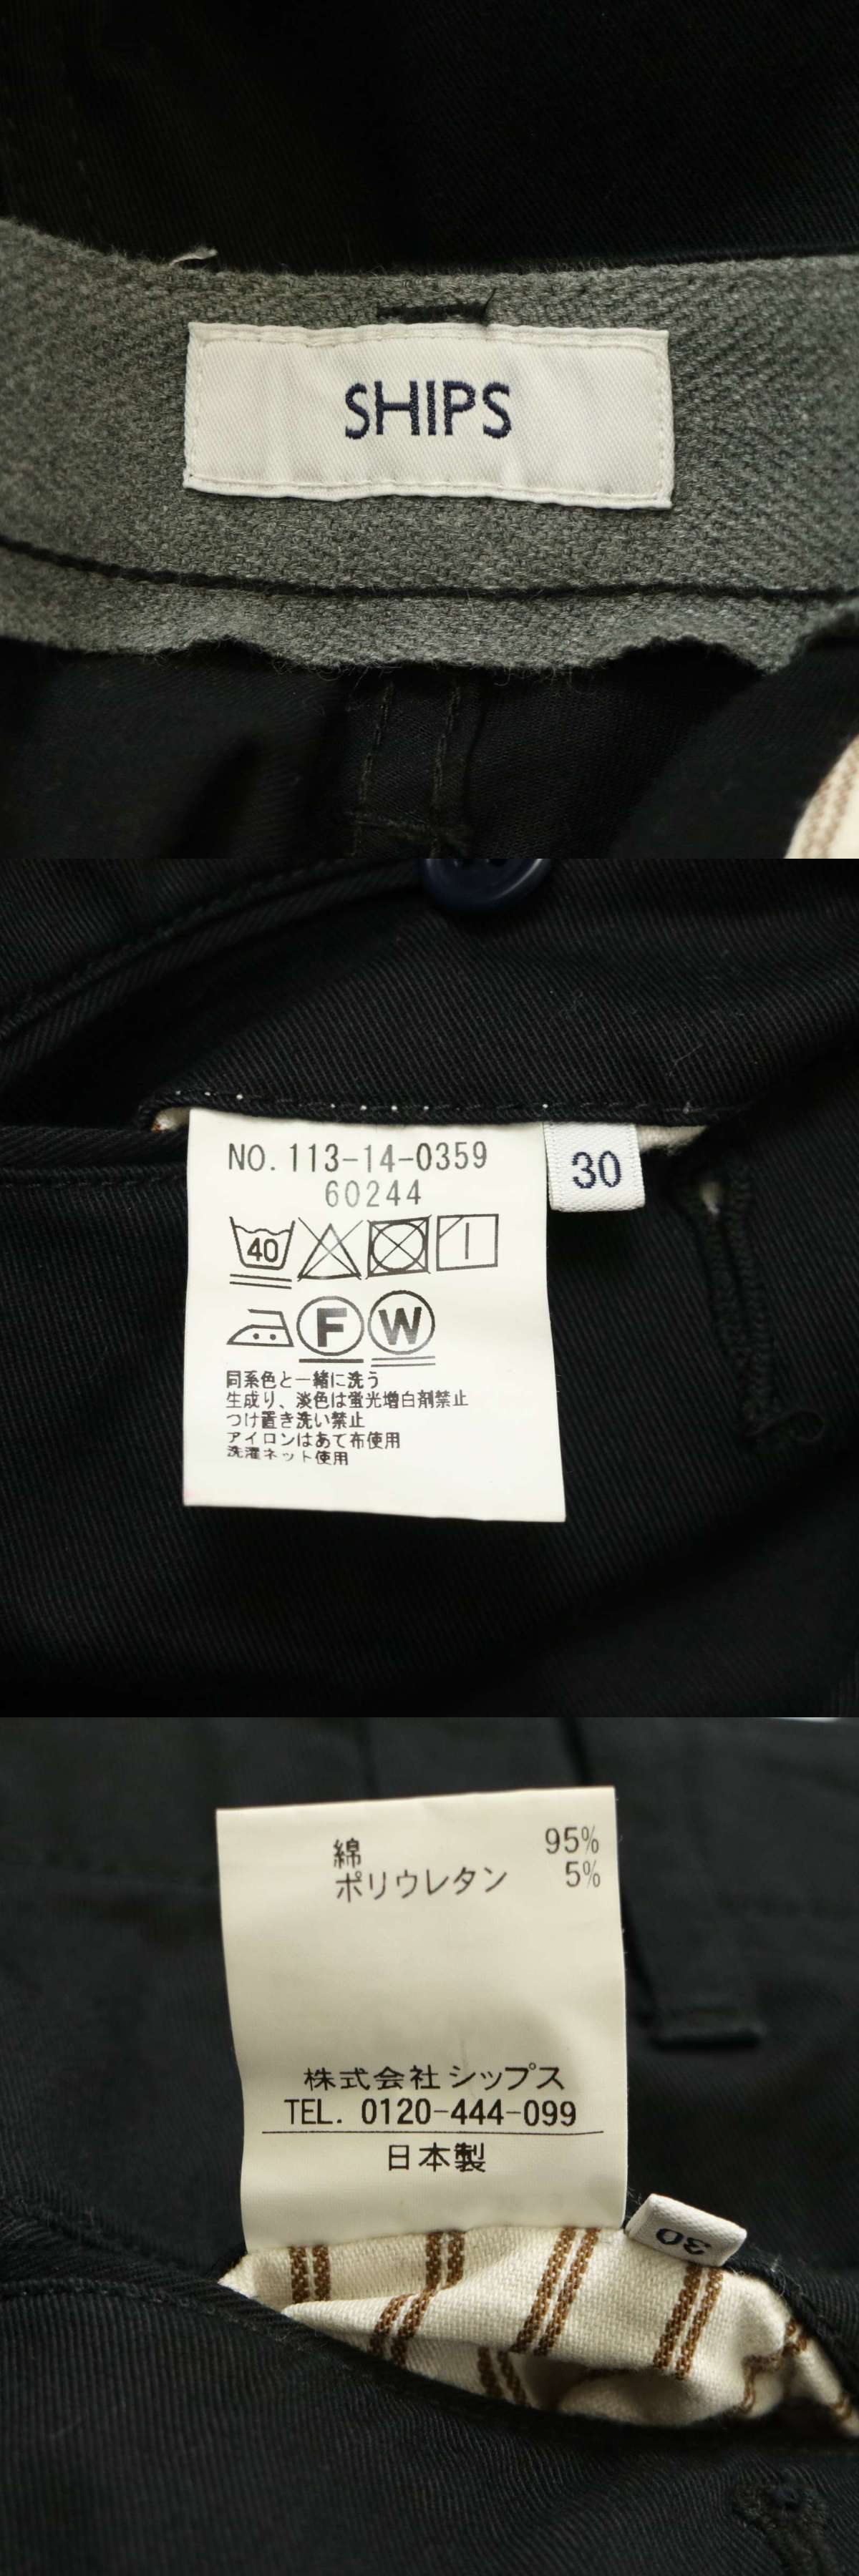 SHIPS
NO. 113-14-0359
60244
30
40
F W
同系色と一緒に洗う
生成り、淡色は蛍光増白剤禁止
つけ置き洗い禁止
アイロンはあて布使用
洗濯ネット使用
綿 95%
ポリウレタン 5%
株式会社シップス
TEL. 0120-444-099
日本製
30